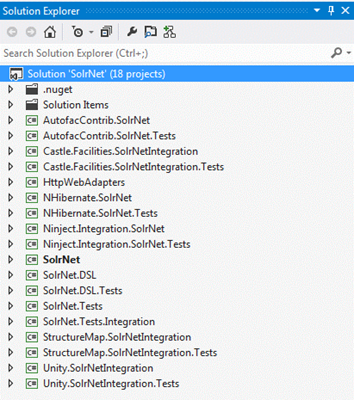 Solution Explorer
Search Solution Explorer (Ctrl+;)
Solution 'SolrNet' (18 projects)
.nuget
Solution Items
AutofacContrib.SolrNet
AutofacContrib.SolrNet.Tests
Castle.Facilities.SolrNetIntegration
Castle.Facilities.SolrNetIntegration.Tests
HttpWebAdapters
NHibernate.SolrNet
NHibernate.SolrNet.Tests
Ninject.Integration.SolrNet
Ninject.Integration.SolrNet.Tests
SolrNet
SolrNet.DSL
SolrNet.DSL.Tests
SolrNet.Tests
SolrNet.Tests.Integration
StructureMap.SolrNetIntegration
StructureMap.SolrNetIntegration.Tests
Unity.SolrNetIntegration
Unity.SolrNetIntegration.Tests